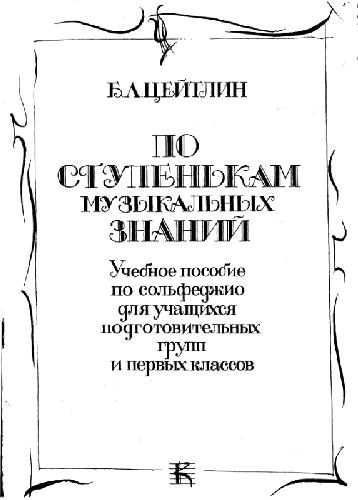 Б.А.ЦЕЙТЛИН
ПО
СТУПЕНЬКАМ
МУЗЫКАЛЬНЫХ
ЗНАНИЙ
Учебное пособие
по сольфеджио
для учащихся
подготовительных
групп
и первых классов
К